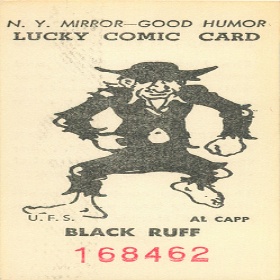 N. Y. MIRROR—GOOD HUMOR
LUCKY COMIC CARD
U.F.S. AL CAPP
BLACK RUFF
168462